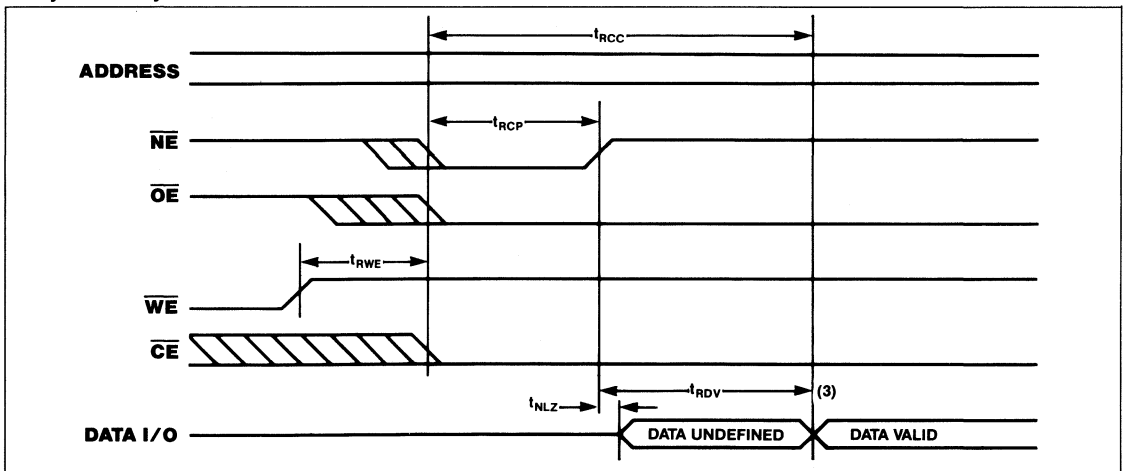 tRCC
ADDRESS
tRCP
NE
OE
tRWE
WE
CE
tRDV (3)
tNLZ
DATA I/O DATA UNDEFINED DATA VALID